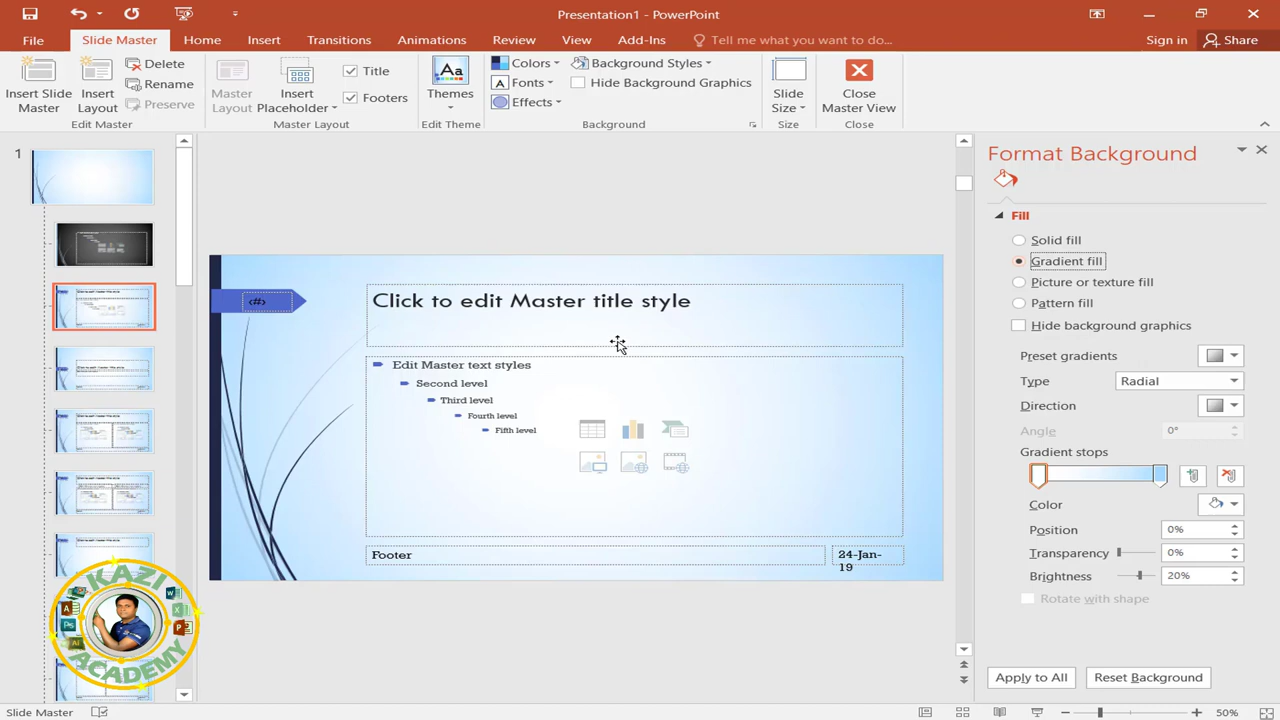 Presentation1 - PowerPoint
File
Slide Master
Home
Insert
Transitions
Animations
Review
View
Add-Ins
Tell me what you want to do...
Sign in
Share
Insert Slide Master
Insert Layout
Delete
Rename
Preserve
Edit Master
Master Layout
Insert Placeholder
Title
Footers
Master Layout
Themes
Edit Theme
Colors
Fonts
Effects
Background Styles
Hide Background Graphics
Background
Slide Size
Size
Close Master View
Close
1
‹#›
Click to edit Master title style
Edit Master text styles
Second level
Third level
Fourth level
Fifth level
Footer
24-Jan-
19
Format Background
Fill
Solid fill
Gradient fill
Picture or texture fill
Pattern fill
Hide background graphics
Preset gradients
Type
Radial
Direction
Angle
0°
Gradient stops
Color
Position
0%
Transparency
0%
Brightness
20%
Rotate with shape
Apply to All
Reset Background
KAZI
ACADEMY
Slide Master
50%